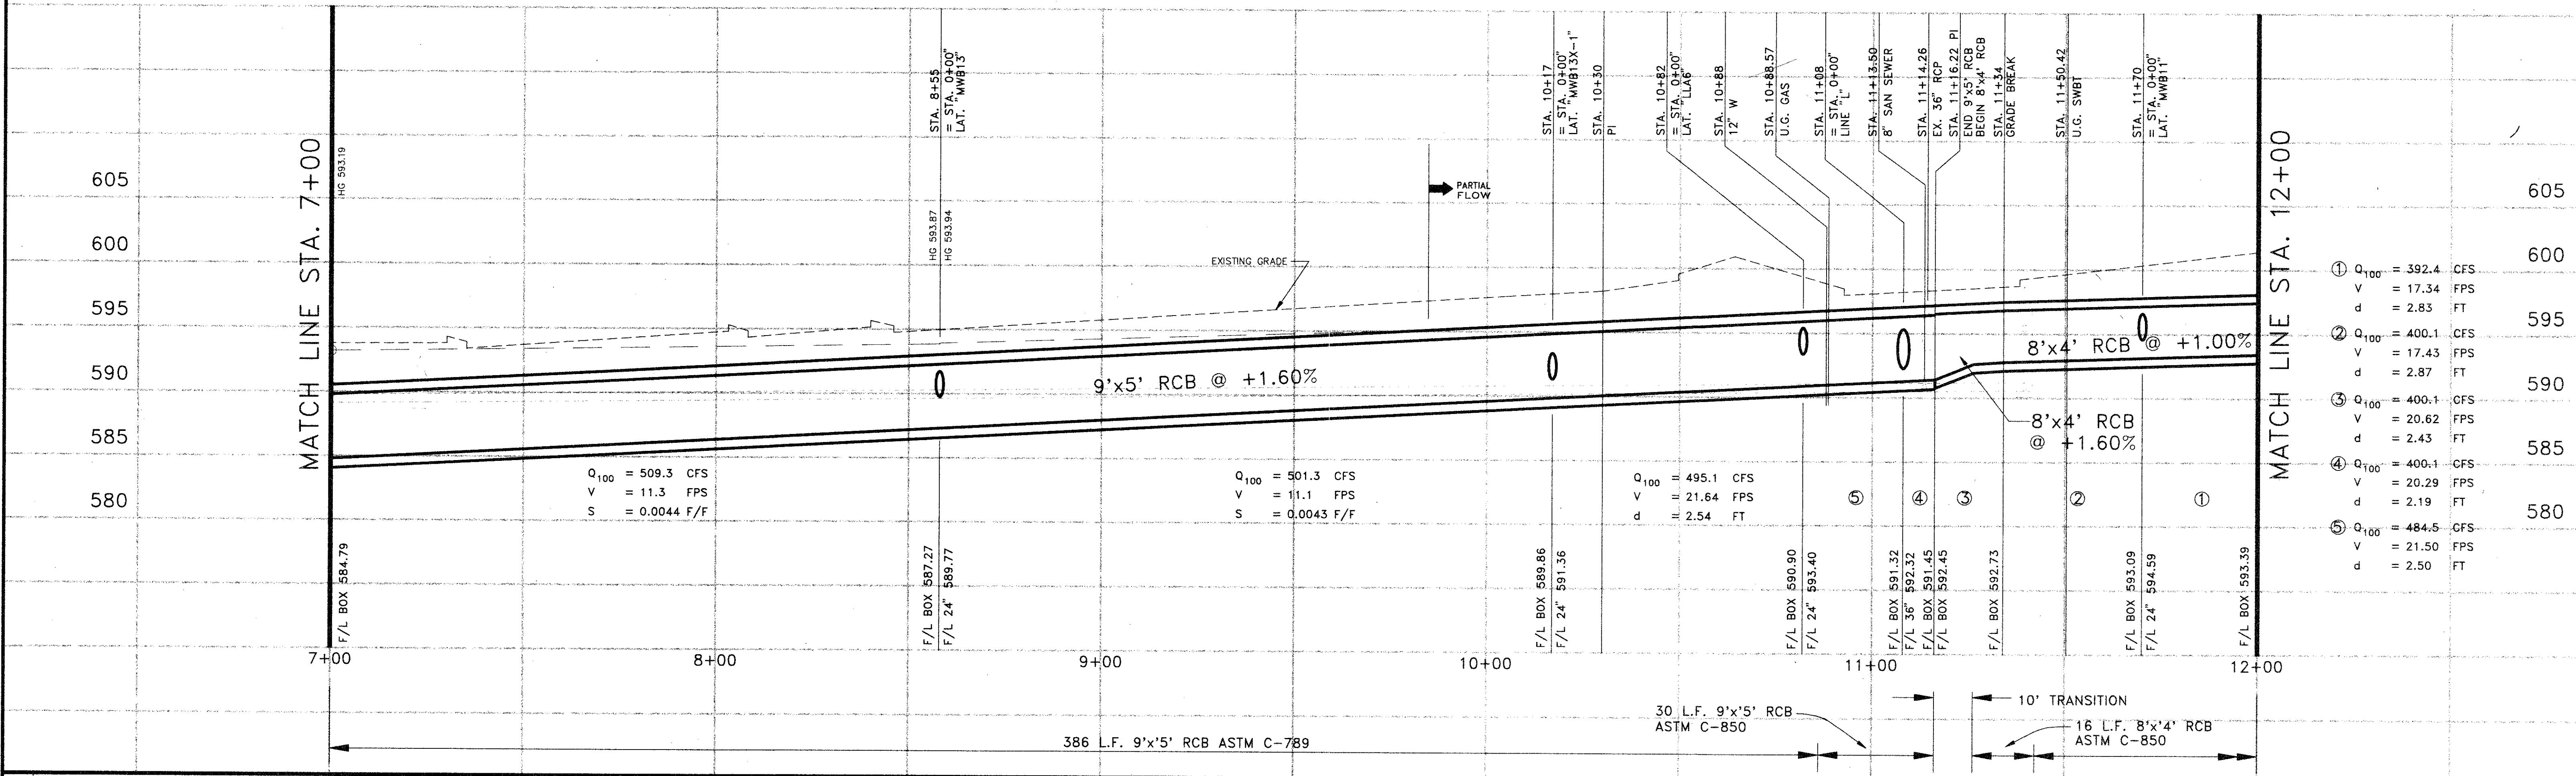 MATCH LINE STA. 7+00
HG 593.19
605
600
595
590
585
580
STA. 8+55
= STA. 0+00"
LAT. "MWB13"
HG 593.87
HG 593.94
EXISTING GRADE
PARTIAL
FLOW
STA. 10+17
= STA. 0+00"
LAT. "MWB13X-1"
STA. 10+30
PI
STA. 10+82
= STA. 0+00"
LAT. "LLA6"
STA. 10+88
12" W
STA. 10+88.57
U.G. GAS
STA. 11+08
= STA. 0+00"
LINE "L"
STA. 11+13.50
8" SAN SEWER
STA. 11+14.26
EX. 36" RCP
STA. 11+16.22 PI
END 9'x5' RCB
BEGIN 8'x4' RCB
STA. 11+34
GRADE BREAK
STA. 11+50.42
U.G. SWBT
STA. 11+70
= STA. 0+00"
LAT. "MWB11"
MATCH LINE STA. 12+00
605
600
595
590
585
580
9'x5' RCB @ +1.60%
8'x4' RCB @ +1.00%
8'x4' RCB
@ +1.60%
Q100 = 509.3 CFS
V = 11.3 FPS
S = 0.0044 F/F
Q100 = 501.3 CFS
V = 11.1 FPS
S = 0.0043 F/F
Q100 = 495.1 CFS
V = 21.64 FPS
d = 2.54 FT
⑤ ④ ③ ② ①
① Q100 = 392.4 CFS
V = 17.34 FPS
d = 2.83 FT
② Q100 = 400.1 CFS
V = 17.43 FPS
d = 2.87 FT
③ Q100 = 400.1 CFS
V = 20.62 FPS
d = 2.43 FT
④ Q100 = 400.1 CFS
V = 20.29 FPS
d = 2.19 FT
⑤ Q100 = 484.5 CFS
V = 21.50 FPS
d = 2.50 FT
F/L BOX 584.79
F/L BOX 587.27
F/L 24" 589.77
F/L BOX 589.86
F/L 24" 591.36
F/L BOX 590.90
F/L 24" 593.40
F/L BOX 591.32
F/L 36" 592.32
F/L BOX 591.45
F/L BOX 592.45
F/L BOX 592.73
F/L BOX 593.09
F/L 24" 594.59
F/L BOX 593.39
7+00 8+00 9+00 10+00 11+00 12+00
10' TRANSITION
30 L.F. 9'x'5' RCB
ASTM C-850
16 L.F. 8'x'4' RCB
ASTM C-850
386 L.F. 9'x'5' RCB ASTM C-789